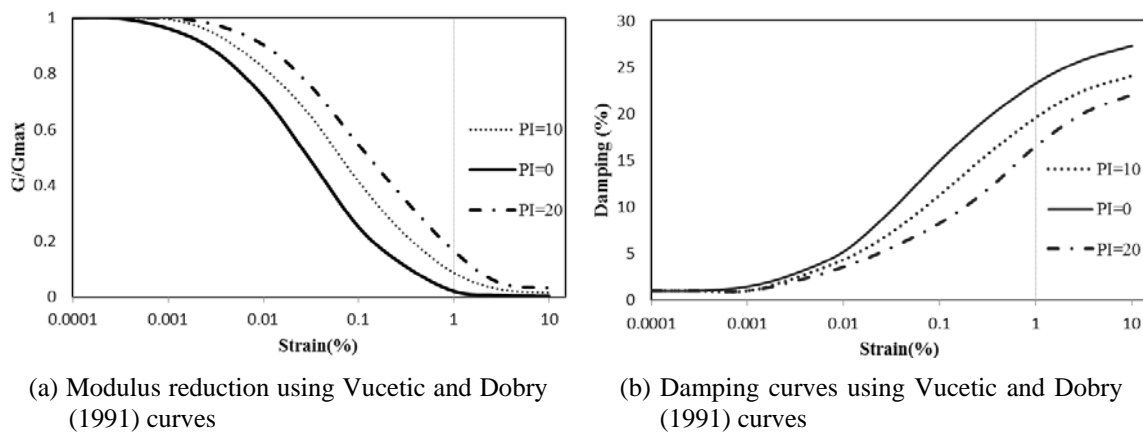 1
0.8
0.6
0.4
0.2
0
G/Gmax
0.0001 0.001 0.01 0.1 1 10
Strain(%)
PI=10
PI=0
PI=20
(a) Modulus reduction using Vucetic and Dobry
(1991) curves
30
25
20
15
10
5
0
Damping (%)
0.0001 0.001 0.01 0.1 1 10
Strain(%)
PI=10
PI=0
PI=20
(b) Damping curves using Vucetic and Dobry
(1991) curves